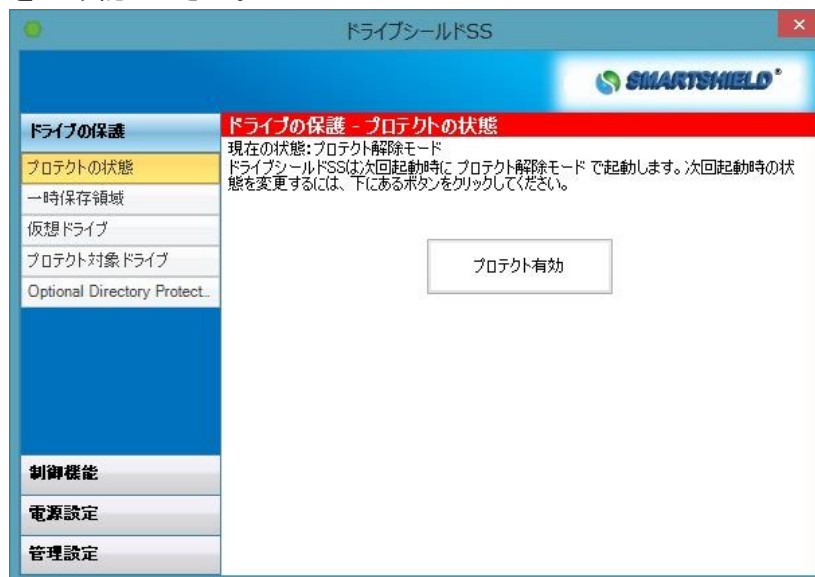 ドライブシールドSS
SMARTSHIELD®
ドライブの保護
プロテクトの状態
一時保存領域
仮想ドライブ
プロテクト対象ドライブ
Optional Directory Protect..
制御機能
電源設定
管理設定
ドライブの保護 - プロテクトの状態
現在の状態:プロテクト解除モード
ドライブシールドSSは次回起動時に プロテクト解除モード で起動します。次回起動時の状
態を変更するには、下にあるボタンをクリックしてください。
プロテクト有効